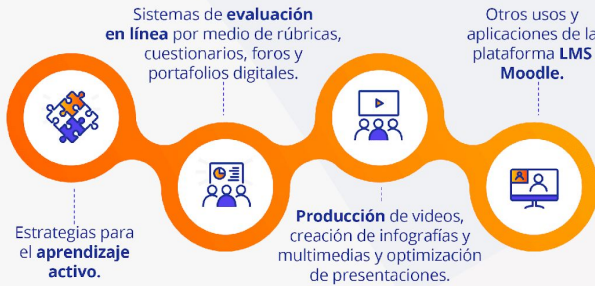 Sistemas de evaluación
en línea por medio de rúbricas,
cuestionarios, foros y
portafolios digitales.
Otros usos y
aplicaciones de la
plataforma LMS
Moodle.
Estrategias para
el aprendizaje
activo.
Producción de videos,
creación de infografías y
multimedias y optimización
de presentaciones.